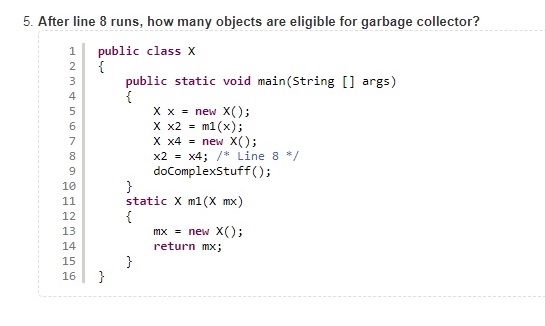 5. After line 8 runs, how many objects are eligible for garbage collector?
1 public class X
2 {
3 public static void main(String [] args)
4 {
5 X x = new X();
6 X x2 = m1(x);
7 X x4 = new X();
8 x2 = x4; /* Line 8 */
9 doComplexStuff();
10 }
11 static X m1(X mx)
12 {
13 mx = new X();
14 return mx;
15 }
16 }